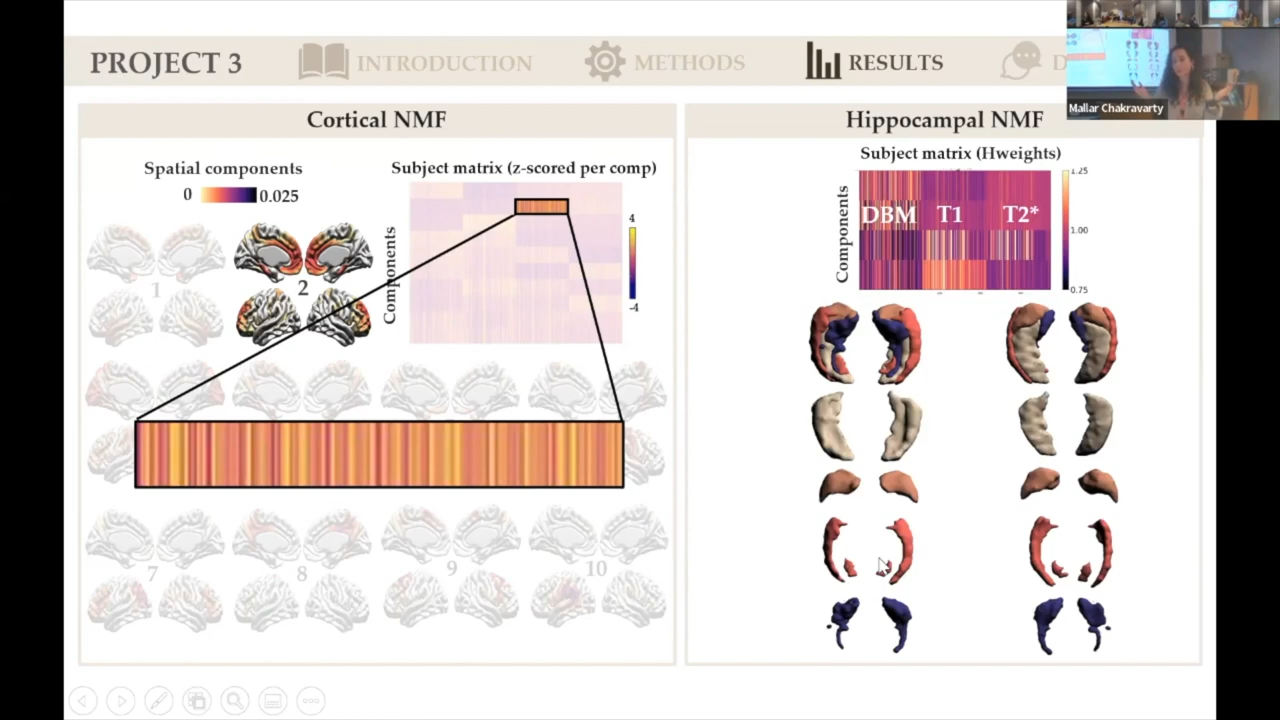 PROJECT 3
INTRODUCTION
METHODS
RESULTS
D
Mallar Chakravarty
Cortical NMF
Spatial components
0
0.025
Subject matrix (z-scored per comp)
Components
4
-4
1
2
7
8
9
10
Hippocampal NMF
Subject matrix (Hweights)
Components
DBM
T1
T2*
1.25
1.00
0.75